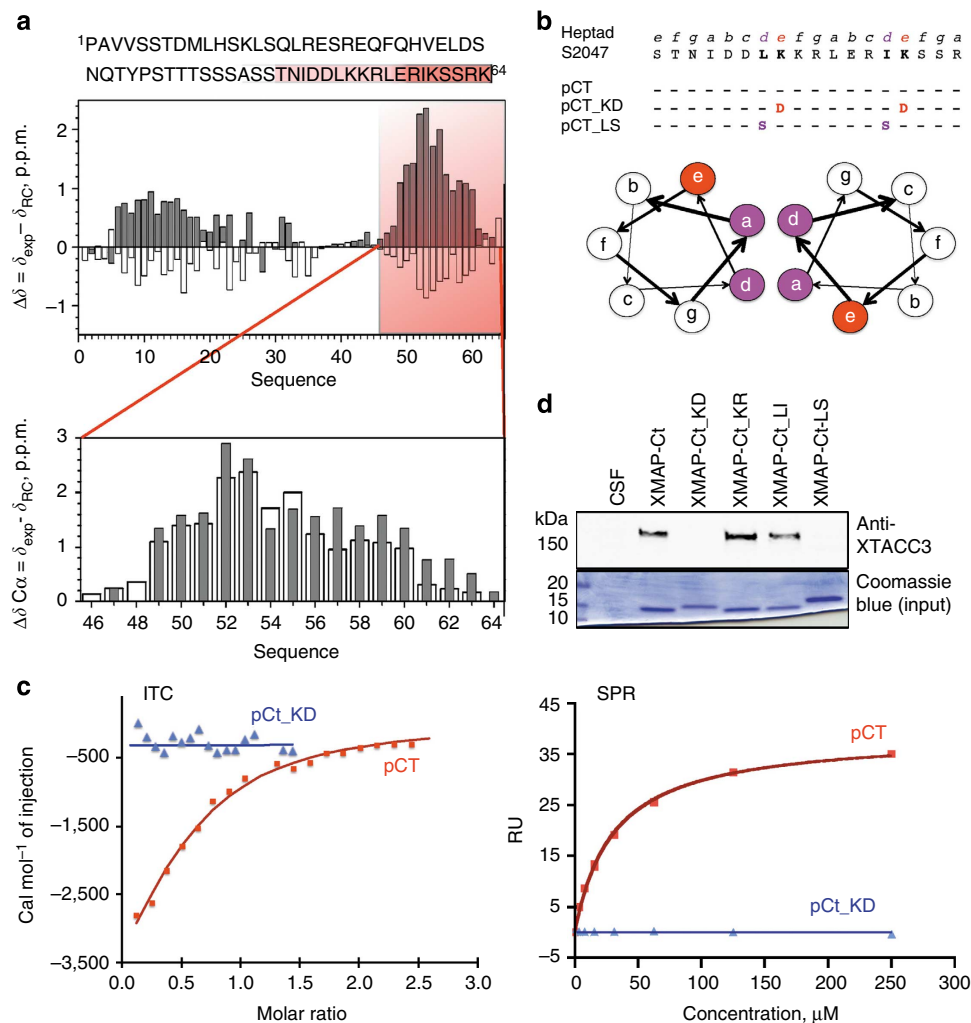 a
¹PAVVSSTDMLHSKLSQLRESREQFQHVELDS
NQTYPSTTTSSSASSTNIDDLKKRLERIKSSRK⁶⁴
Δδ = δexp– δRC, p.p.m.
2
1
0
–1
0 10 20 30 40 50 60
Sequence
Δδ Cα = δexp- δRC, p.p.m.
3
2
1
0
46 48 50 52 54 56 58 60 62 64
Sequence
b
Heptad e f g a b c d e f g a b c d e f g a
S2047 S T N I D D L K K R L E R I K S S R
pCT – – – – – – – – – – – – – – – – – –
pCT_KD – – – – – – – D – – – – – – D – – –
pCT_LS – – – – – – S – – – – – – S – – – –
b e a d g c f
g c d a f b e
d
CSF
XMAP-Ct
XMAP-Ct_KD
XMAP-Ct_KR
XMAP-Ct_LI
XMAP-Ct-LS
kDa
150
Anti-
XTACC3
20
15
10
Coomassie
blue (input)
c
ITC
pCt_KD
pCT
Cal mol⁻¹ of injection
–500
–1,500
–2,500
–3,500
0.0 0.5 1.0 1.5 2.0 2.5 3.0
Molar ratio
SPR
pCT
pCt_KD
RU
45
35
25
15
5
–5
0 50 100 150 200 250 300
Concentration, μM